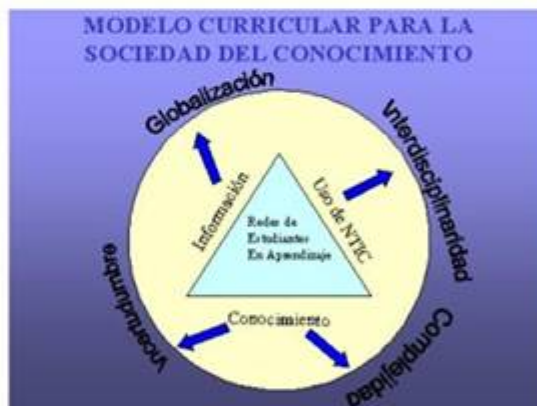 MODELO CURRICULAR PARA LA
SOCIEDAD DEL CONOCIMIENTO
Globalización
Interdisciplinaridad
Información
Uso de NTIC
Redes de
Estudiantes
En Aprendizaje
Incertidumbre
Conocimiento
Complejidad